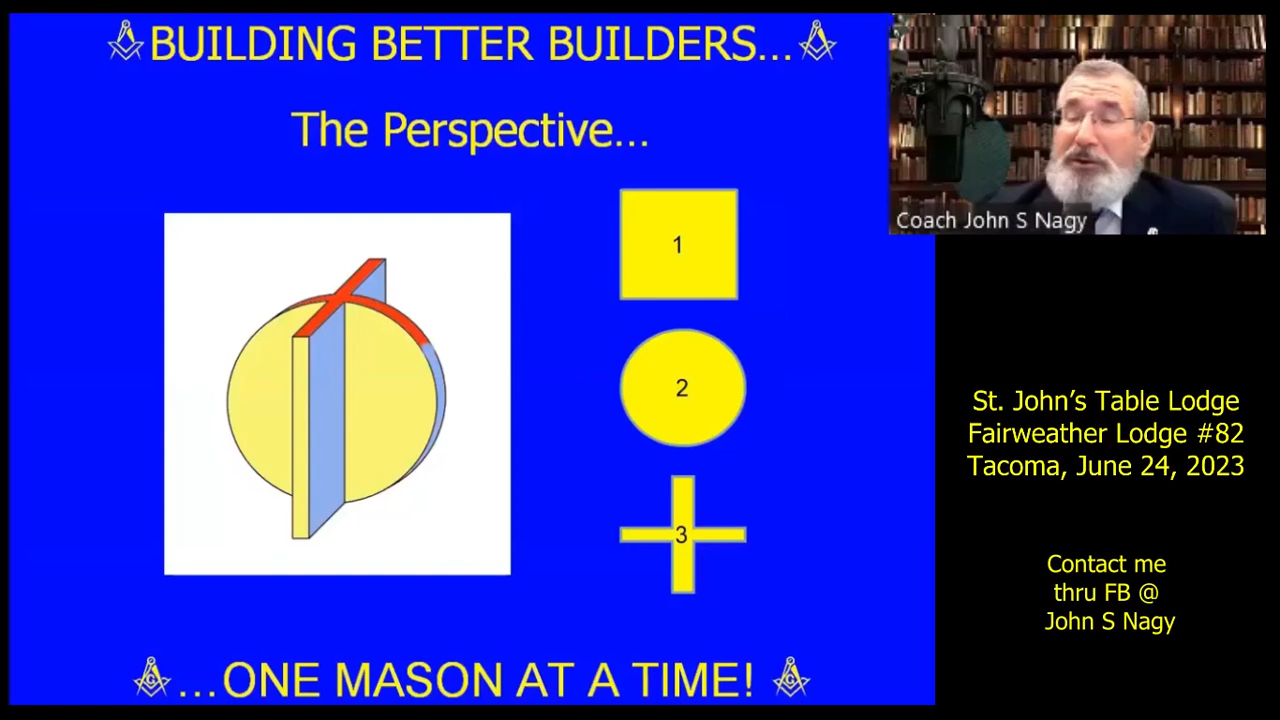 BUILDING BETTER BUILDERS...
The Perspective...
1
2
3
...ONE MASON AT A TIME!
Coach John S Nagy
St. John's Table Lodge
Fairweather Lodge #82
Tacoma, June 24, 2023
Contact me
thru FB @
John S Nagy